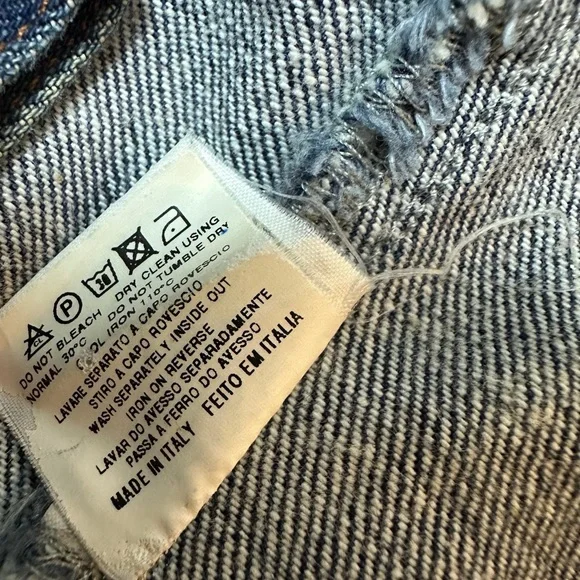 CL P 30
DO NOT BLEACH DRY CLEAN USING
NORMAL 30°C DO NOT TUMBLE DRY
IRON 110°C
LAVARE SEPARATO A CAPO ROVESCIO
STIRO A CAPO ROVESCIO
WASH SEPARATELY INSIDE OUT
IRON ON REVERSE
LAVAR DO AVESSO SEPARADAMENTE
PASSA A FERRO DO AVESSO
MADE IN ITALY FEITO EM ITALIA